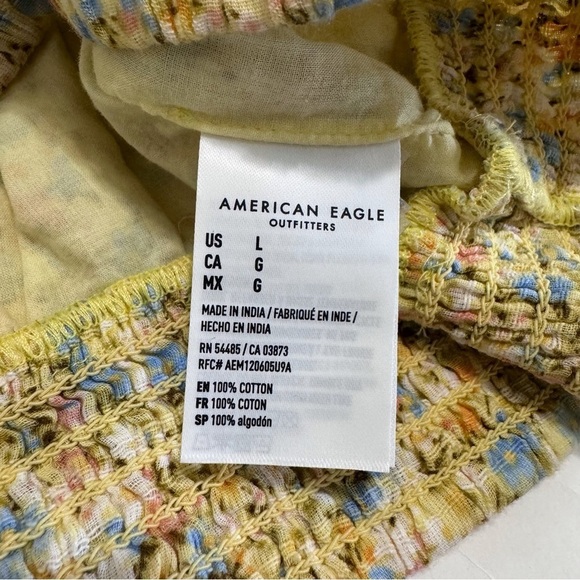 AMERICAN EAGLE
OUTFITTERS
US L
CA G
MX G
MADE IN INDIA / FABRIQUÉ EN INDE /
HECHO EN INDIA
RN 54485 / CA 03873
RFC# AEM120605U9A
EN 100% COTTON
FR 100% COTON
SP 100% algodón